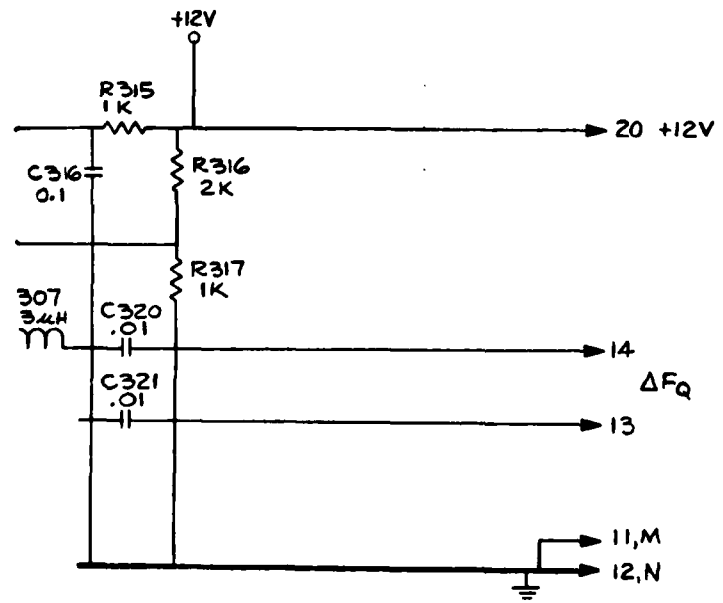 +12V
R315
1K
20 +12V
C316
0.1
R316
2K
R317
1K
307
3µH
C320
.01
14
ΔFQ
C321
.01
13
11,M
12,N